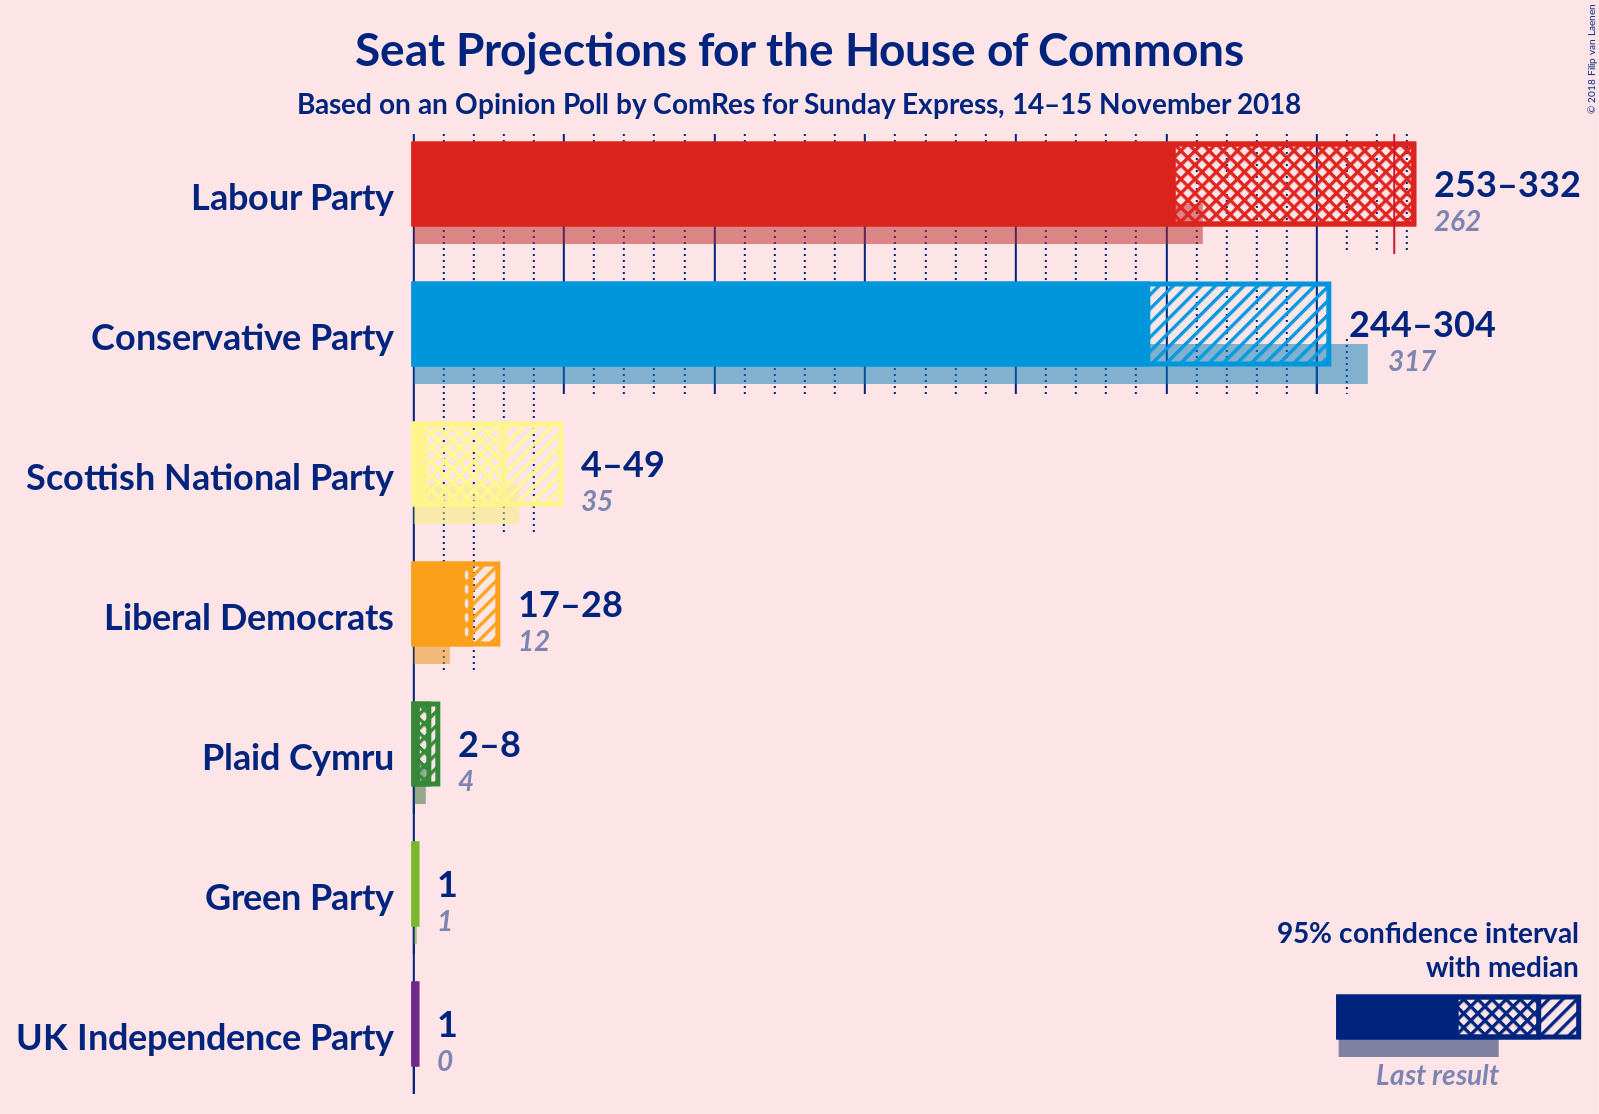 Seat Projections for the House of Commons
Based on an Opinion Poll by ComRes for Sunday Express, 14–15 November 2018
© 2018 Filip van Laenen
Labour Party
253–332
262
Conservative Party
244–304
317
Scottish National Party
4–49
35
Liberal Democrats
17–28
12
Plaid Cymru
2–8
4
Green Party
1
1
UK Independence Party
1
0
95% confidence interval
with median
Last result